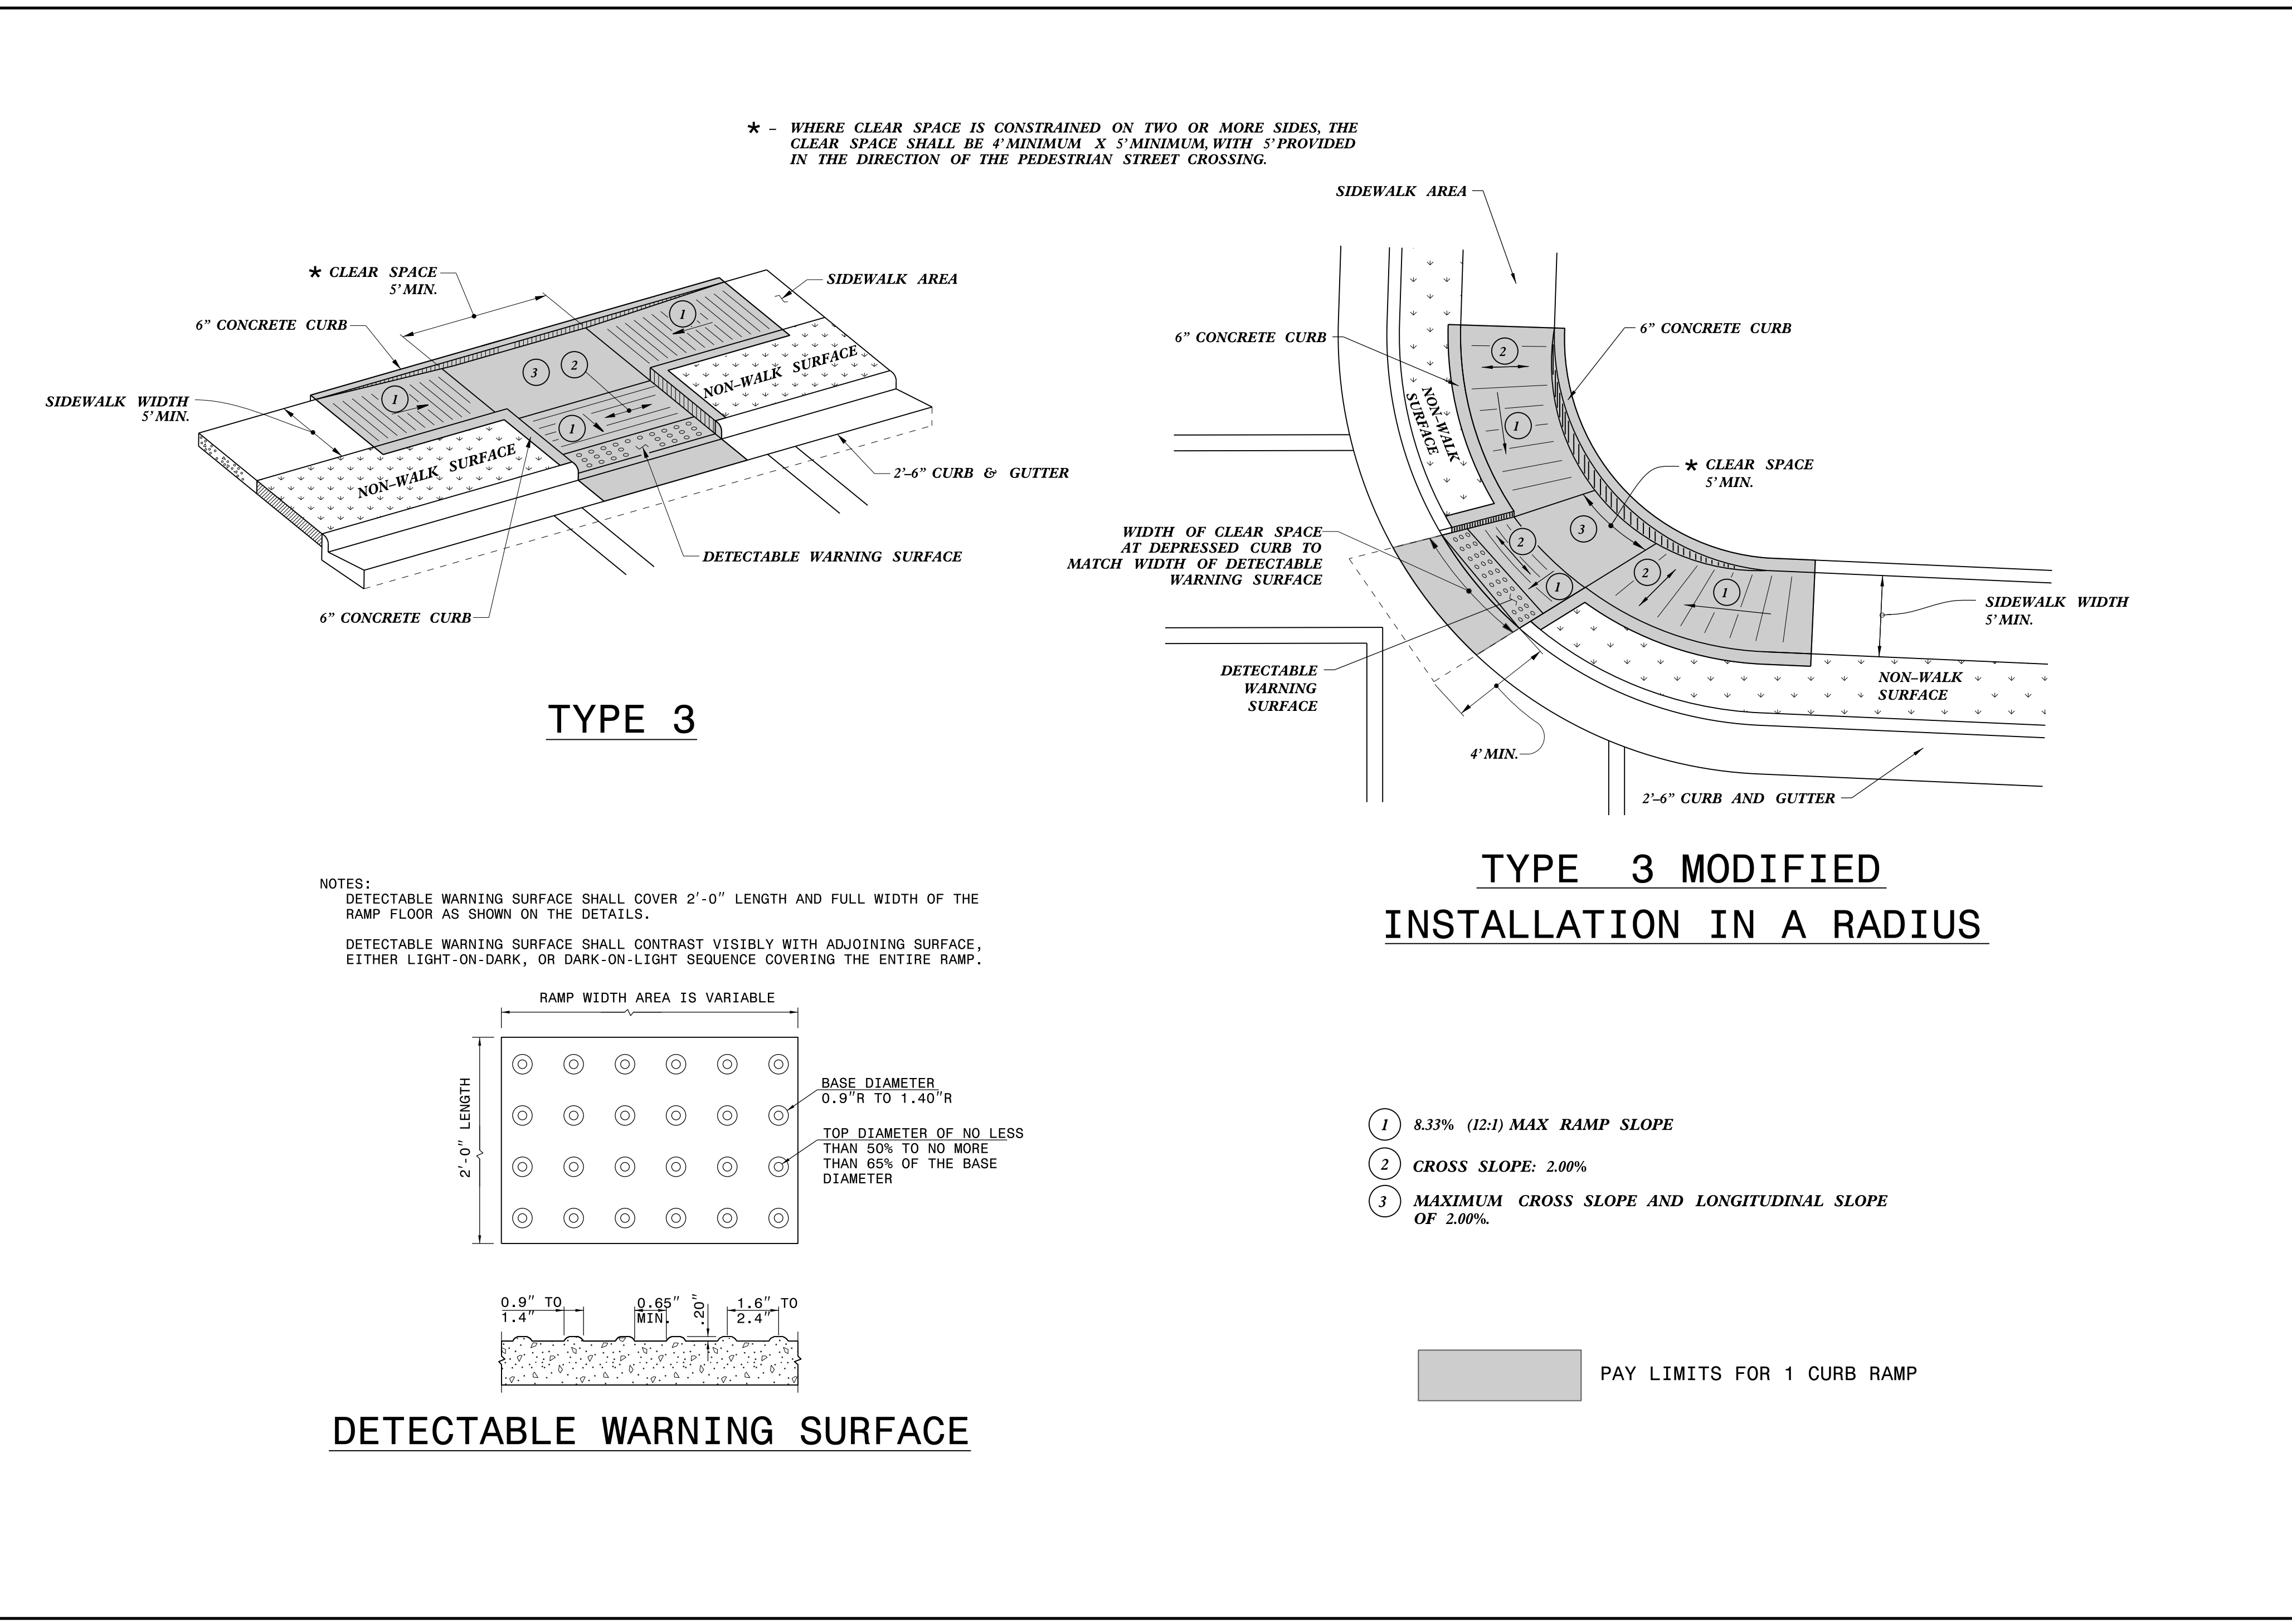 * – WHERE CLEAR SPACE IS CONSTRAINED ON TWO OR MORE SIDES, THE
CLEAR SPACE SHALL BE 4' MINIMUM X 5' MINIMUM, WITH 5' PROVIDED
IN THE DIRECTION OF THE PEDESTRIAN STREET CROSSING.
* CLEAR SPACE
5' MIN.
SIDEWALK AREA
6" CONCRETE CURB
SIDEWALK WIDTH
5' MIN.
1
3
2
1
1
NON–WALK SURFACE
NON–WALK SURFACE
2'–6" CURB & GUTTER
DETECTABLE WARNING SURFACE
6" CONCRETE CURB
TYPE 3
SIDEWALK AREA
6" CONCRETE CURB
6" CONCRETE CURB
2
1
NON–WALK
SURFACE
* CLEAR SPACE
5' MIN.
3
WIDTH OF CLEAR SPACE
AT DEPRESSED CURB TO
MATCH WIDTH OF DETECTABLE
WARNING SURFACE
2
1
2
1
SIDEWALK WIDTH
5' MIN.
DETECTABLE
WARNING
SURFACE
NON–WALK
SURFACE
4' MIN.
2'–6" CURB AND GUTTER
TYPE 3 MODIFIED
INSTALLATION IN A RADIUS
NOTES:
DETECTABLE WARNING SURFACE SHALL COVER 2'-0" LENGTH AND FULL WIDTH OF THE
RAMP FLOOR AS SHOWN ON THE DETAILS.
DETECTABLE WARNING SURFACE SHALL CONTRAST VISIBLY WITH ADJOINING SURFACE,
EITHER LIGHT-ON-DARK, OR DARK-ON-LIGHT SEQUENCE COVERING THE ENTIRE RAMP.
RAMP WIDTH AREA IS VARIABLE
2'-0" LENGTH
BASE DIAMETER
0.9"R TO 1.40"R
TOP DIAMETER OF NO LESS
THAN 50% TO NO MORE
THAN 65% OF THE BASE
DIAMETER
0.9" TO
1.4"
0.65"
MIN.
.20"
1.6" TO
2.4"
DETECTABLE WARNING SURFACE
1 8.33% (12:1) MAX RAMP SLOPE
2 CROSS SLOPE: 2.00%
3 MAXIMUM CROSS SLOPE AND LONGITUDINAL SLOPE
OF 2.00%.
PAY LIMITS FOR 1 CURB RAMP